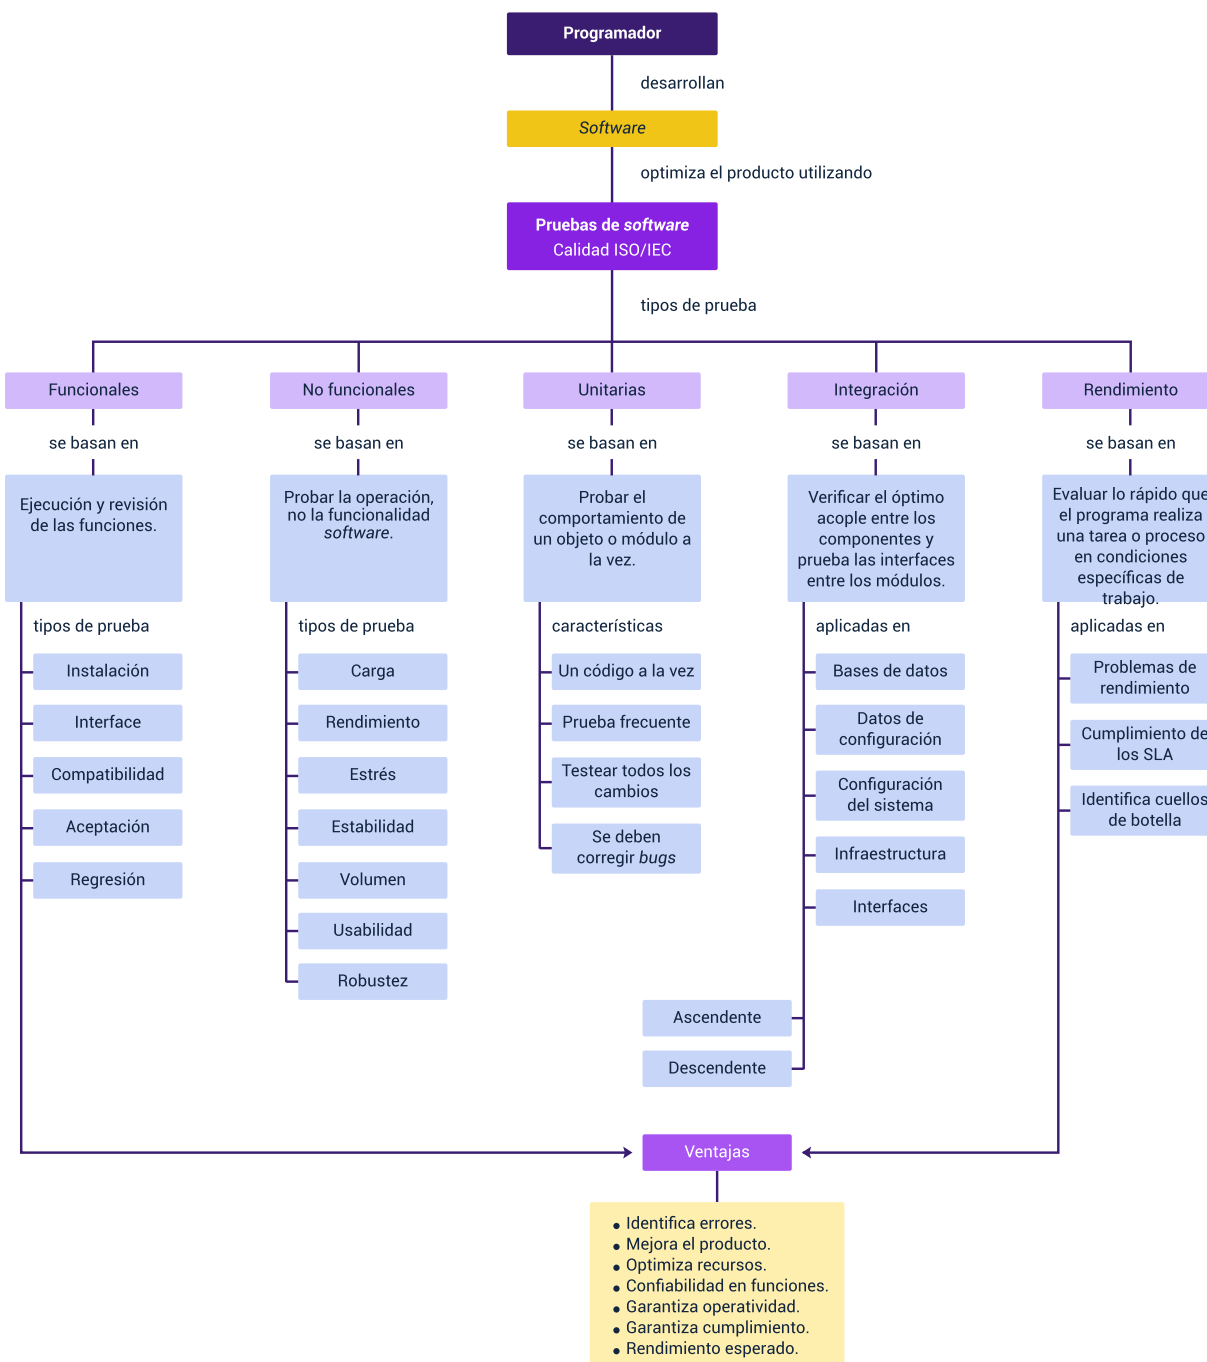 Programador
desarrollan
Software
optimiza el producto utilizando
Pruebas de software
Calidad ISO/IEC
tipos de prueba
Funcionales
No funcionales
Unitarias
Integración
Rendimiento
se basan en
se basan en
se basan en
se basan en
se basan en
Ejecución y revisión
de las funciones.
Probar la operación,
no la funcionalidad
software.
Probar el
comportamiento de
un objeto o módulo a
la vez.
Verificar el óptimo
acople entre los
componentes y
prueba las interfaces
entre los módulos.
Evaluar lo rápido que
el programa realiza
una tarea o proceso
en condiciones
específicas de
trabajo.
tipos de prueba
Instalación
Interface
Compatibilidad
Aceptación
Regresión
tipos de prueba
Carga
Rendimiento
Estrés
Estabilidad
Volumen
Usabilidad
Robustez
características
Un código a la vez
Prueba frecuente
Testear todos los
cambios
Se deben
corregir bugs
aplicadas en
Bases de datos
Datos de
configuración
Configuración
del sistema
Infraestructura
Interfaces
Ascendente
Descendente
aplicadas en
Problemas de
rendimiento
Cumplimiento de
los SLA
Identifica cuellos
de botella
Ventajas
• Identifica errores.
• Mejora el producto.
• Optimiza recursos.
• Confiabilidad en funciones.
• Garantiza operatividad.
• Garantiza cumplimiento.
• Rendimiento esperado.